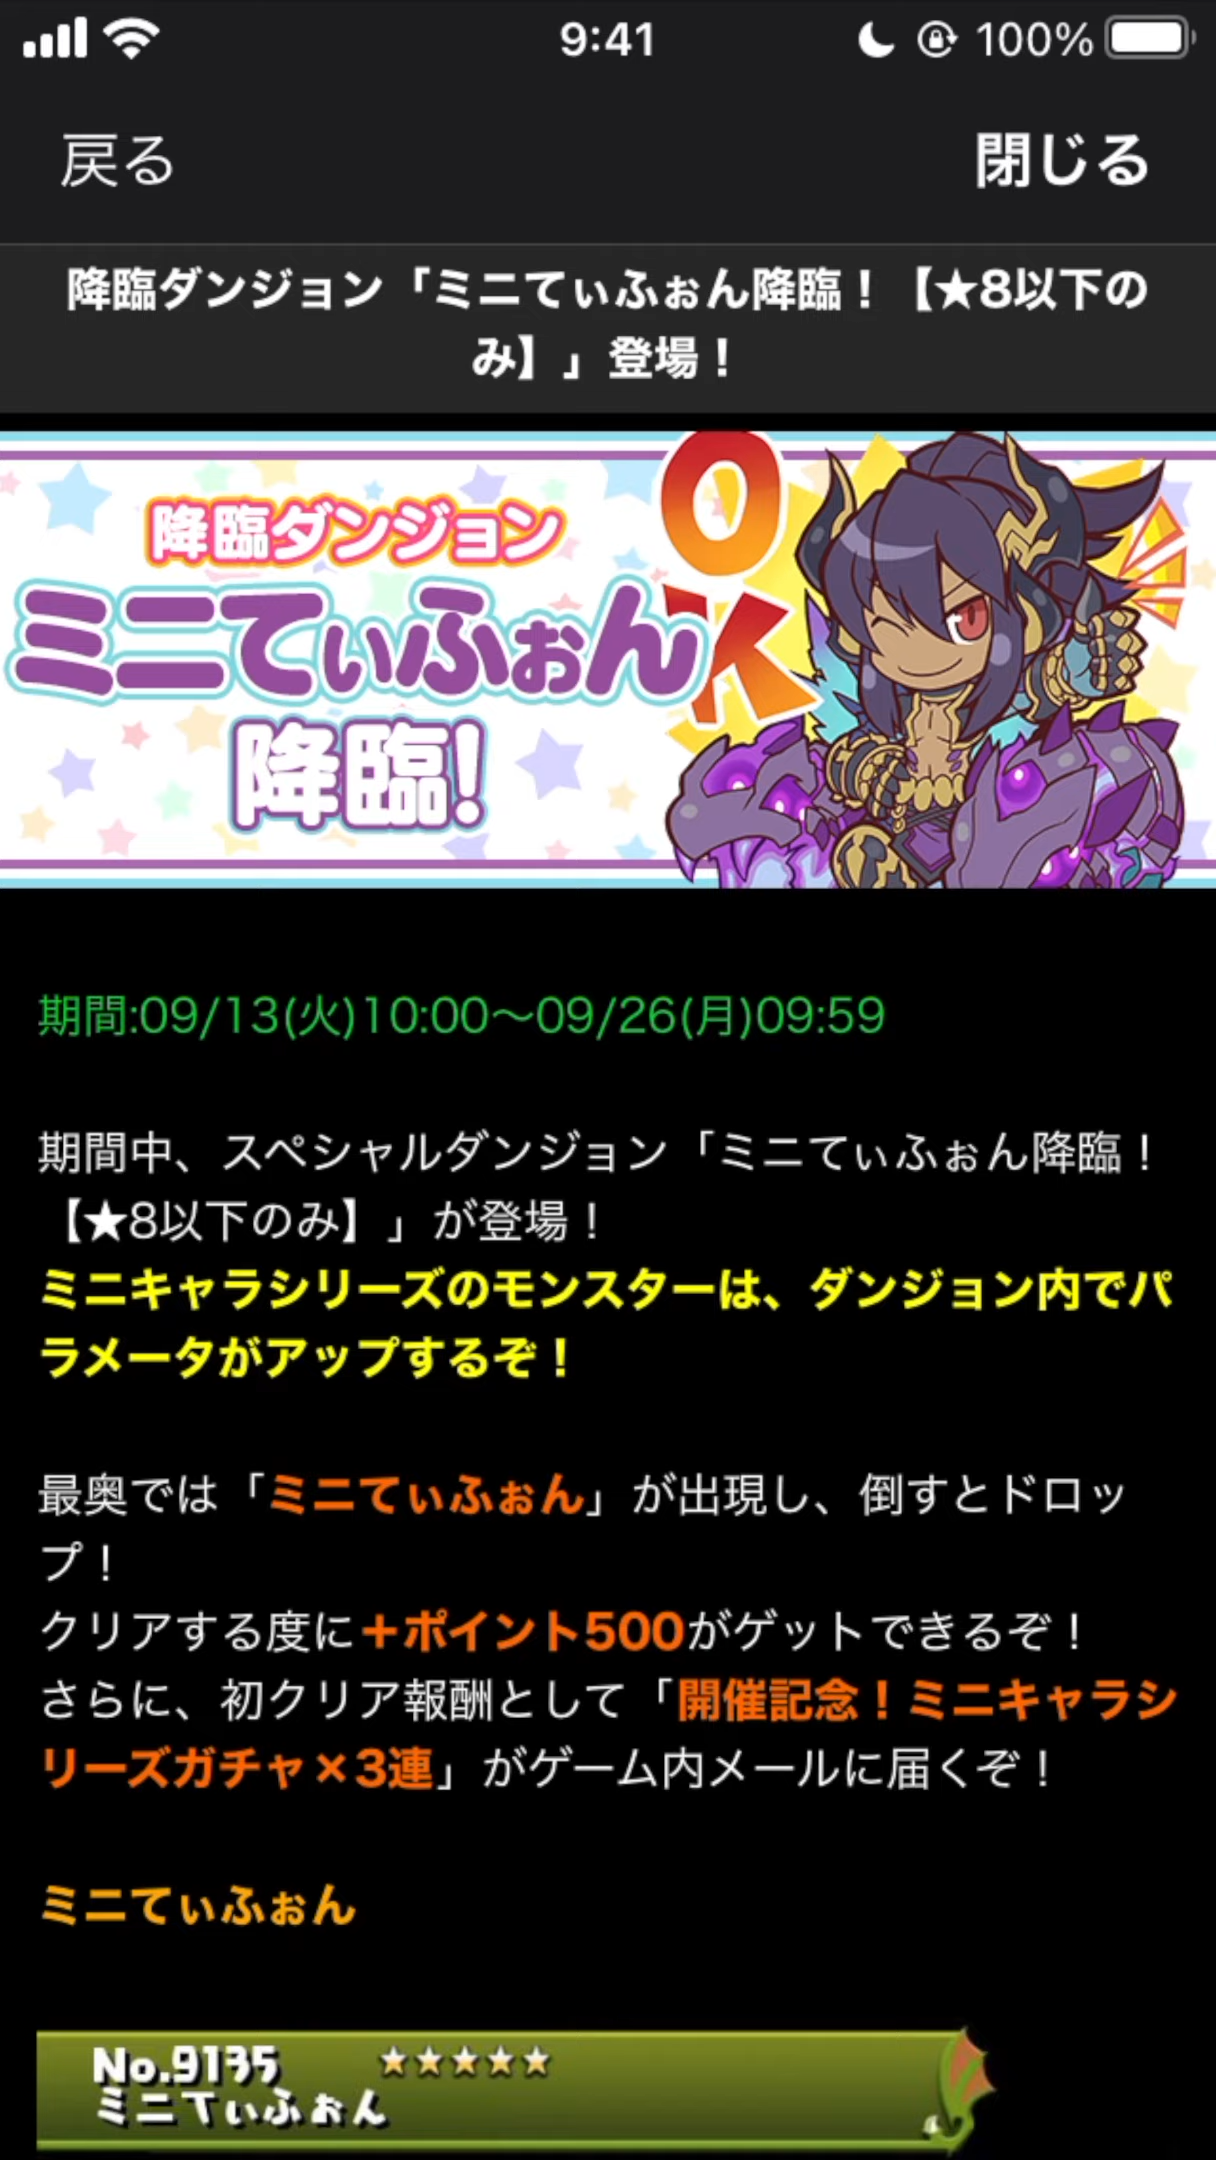 9:41
100%
戻る
閉じる
降臨ダンジョン「ミニてぃふぉん降臨！【★8以下の
み】」登場！
降臨ダンジョン
ミニてぃふぉん
降臨!
OK
期間:09/13(火)10:00〜09/26(月)09:59
期間中、スペシャルダンジョン「ミニてぃふぉん降臨！
【★8以下のみ】」が登場！
ミニキャラシリーズのモンスターは、ダンジョン内でパ
ラメータがアップするぞ！
最奥では「ミニてぃふぉん」が出現し、倒すとドロッ
プ！
クリアする度に＋ポイント500がゲットできるぞ！
さらに、初クリア報酬として「開催記念！ミニキャラシ
リーズガチャ×3連」がゲーム内メールに届くぞ！
ミニてぃふぉん
No.9135 ★★★★★
ミニてぃふぉん